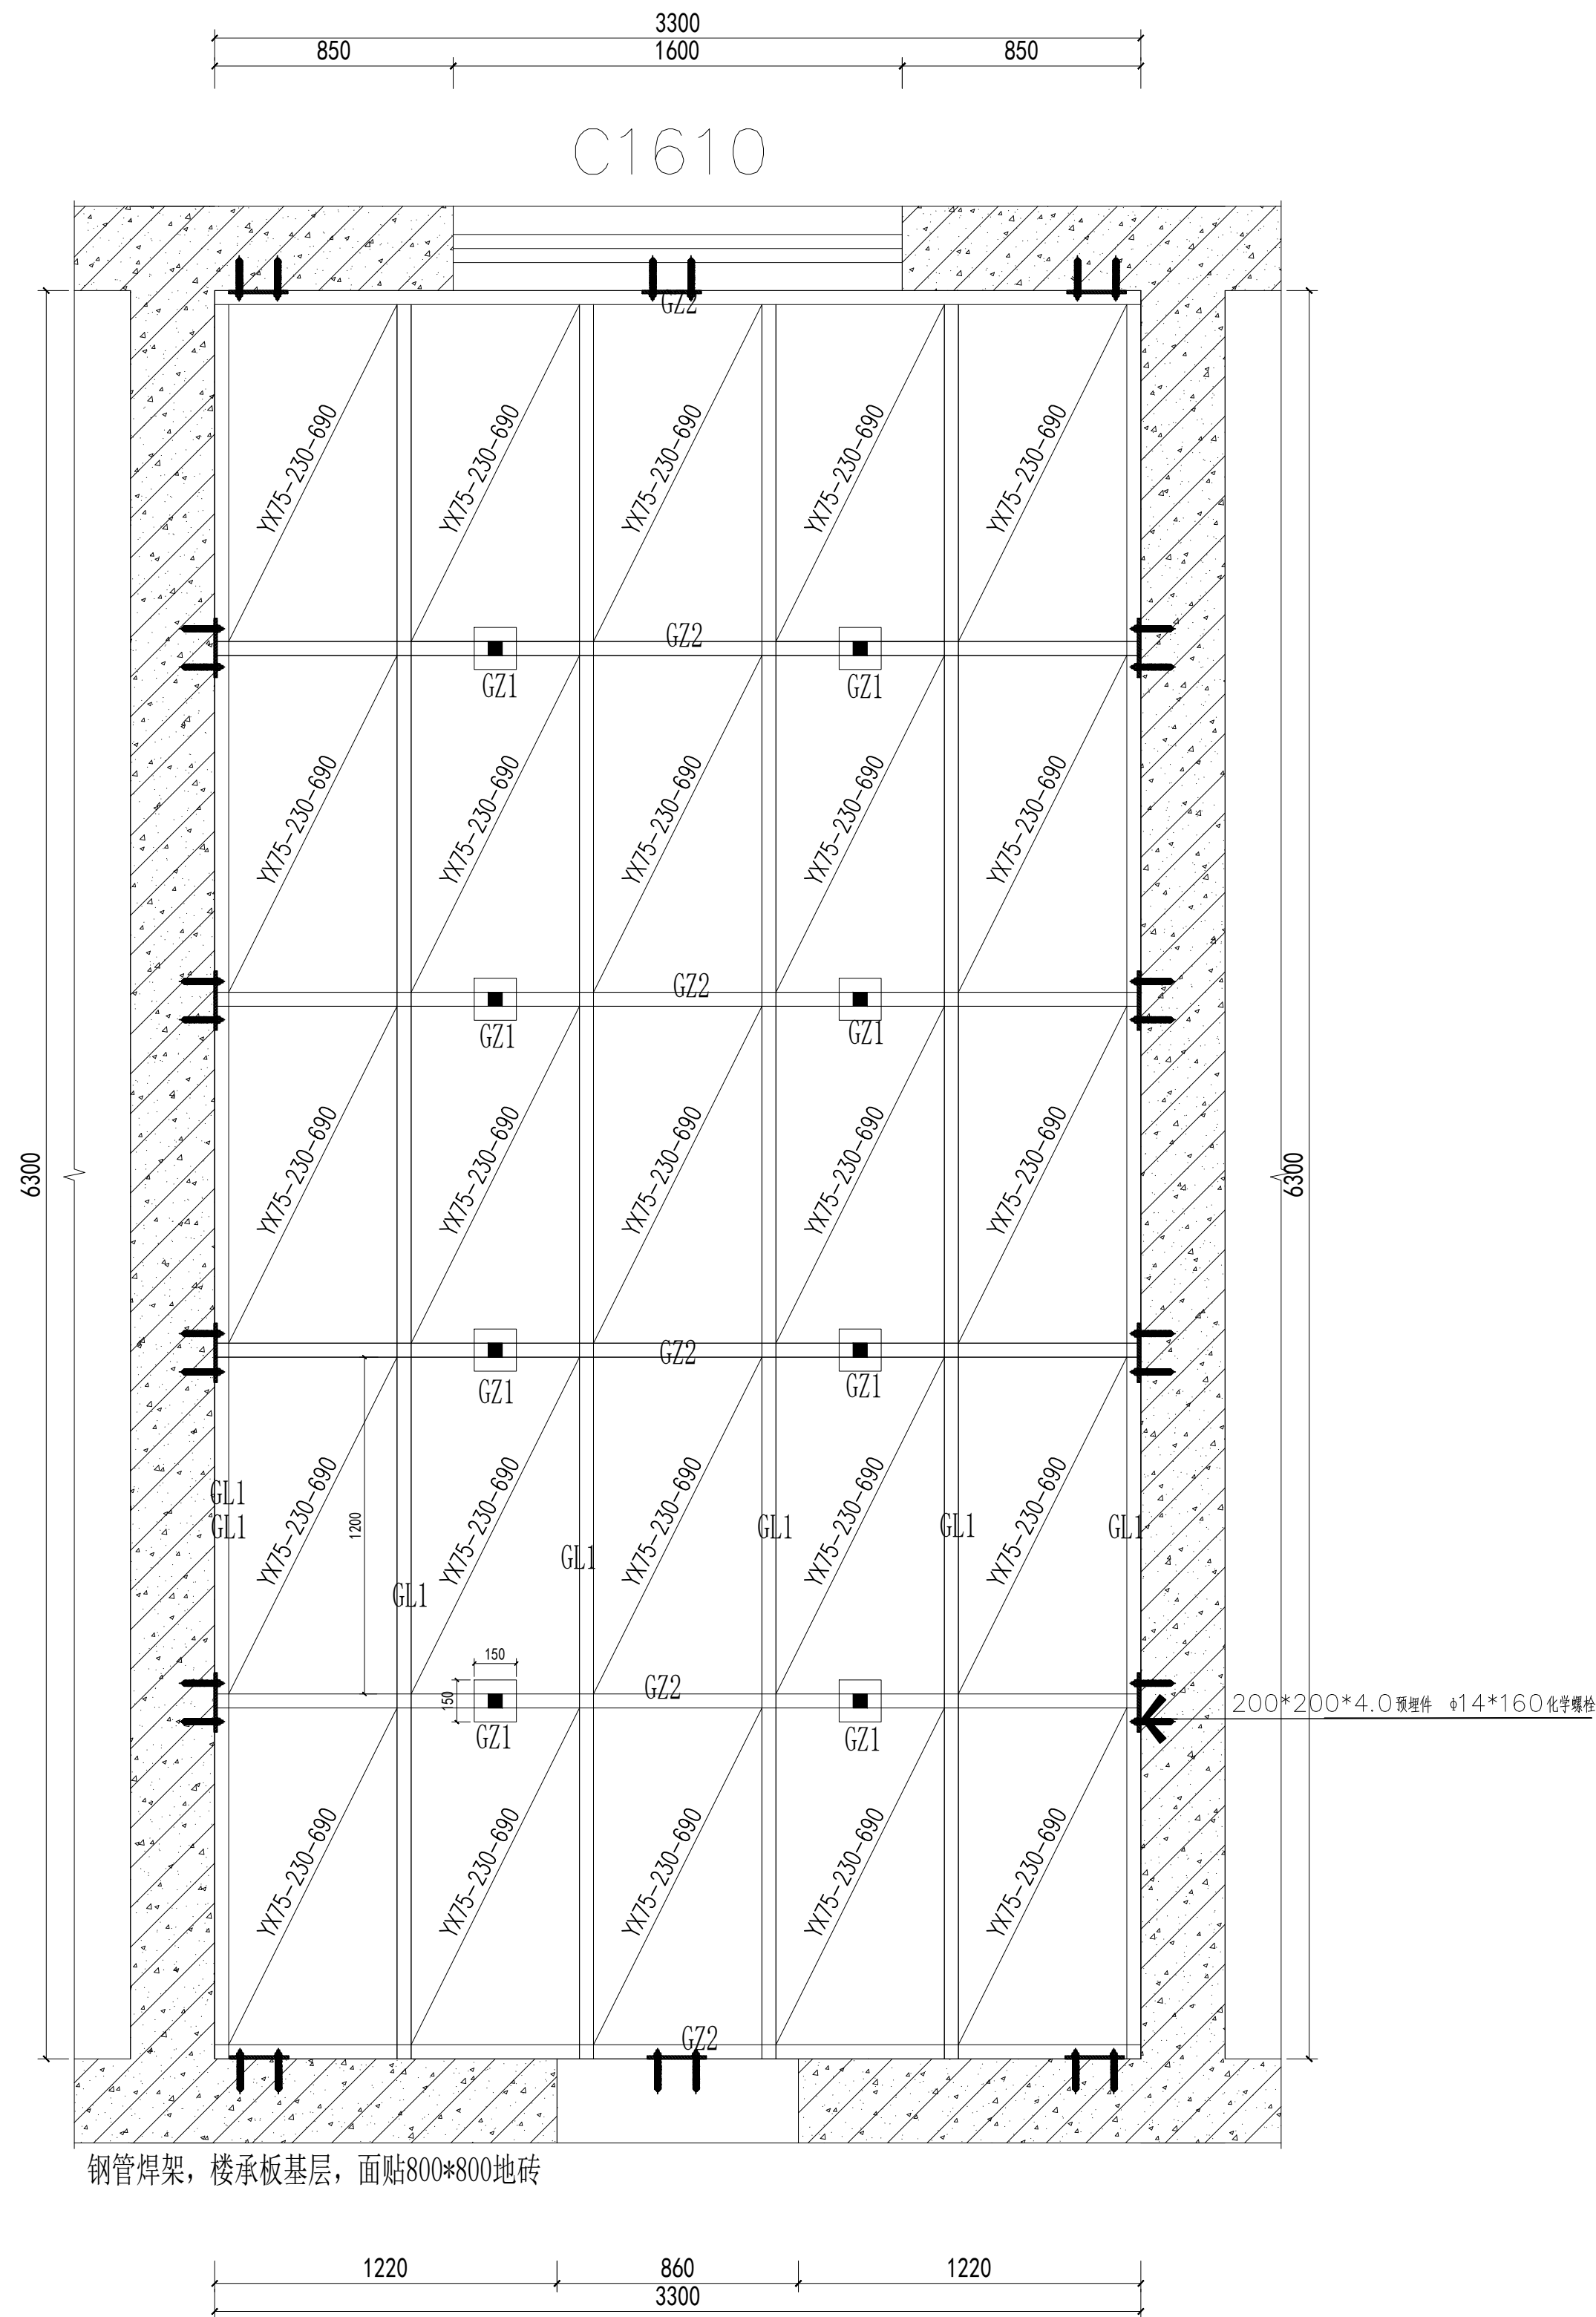 3300
850 1600 850
C1610
GZ2
YX75-230-690 YX75-230-690 YX75-230-690 YX75-230-690 YX75-230-690
GZ2
GZ1 GZ1
YX75-230-690 YX75-230-690 YX75-230-690 YX75-230-690 YX75-230-690
GZ2
GZ1 GZ1
YX75-230-690 YX75-230-690 YX75-230-690 YX75-230-690 YX75-230-690
6300 6300
GZ2
GZ1 GZ1
YX75-230-690 YX75-230-690 YX75-230-690 YX75-230-690 YX75-230-690
GL1
GL1 1200 GL1 GL1 GL1
GL1
GL1
150
150
GZ2
GZ1 GZ1
200*200*4.0预埋件 ф14*160化学螺栓
YX75-230-690 YX75-230-690 YX75-230-690 YX75-230-690 YX75-230-690
GZ2
钢管焊架，楼承板基层，面贴800*800地砖
1220 860 1220
3300